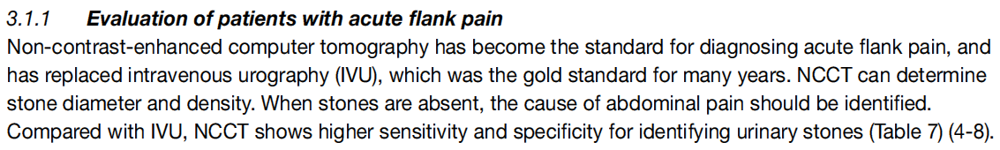 3.1.1 Evaluation of patients with acute flank pain
Non-contrast-enhanced computer tomography has become the standard for diagnosing acute flank pain, and
has replaced intravenous urography (IVU), which was the gold standard for many years. NCCT can determine
stone diameter and density. When stones are absent, the cause of abdominal pain should be identified.
Compared with IVU, NCCT shows higher sensitivity and specificity for identifying urinary stones (Table 7) (4-8).